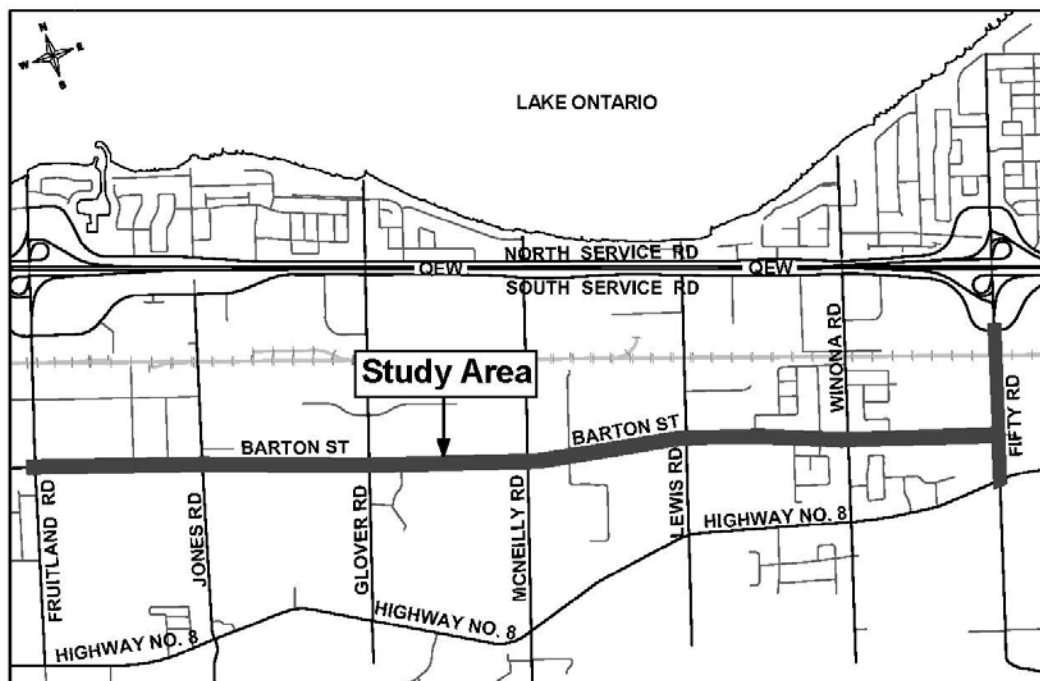 N
E
W
S
LAKE ONTARIO
NORTH SERVICE RD
QEW
QEW
SOUTH SERVICE RD
Study Area
WINONA RD
FIFTY RD
BARTON ST
BARTON ST
FRUITLAND RD
JONES RD
GLOVER RD
MCNEILLY RD
LEWIS RD
HIGHWAY NO. 8
HIGHWAY NO. 8
HIGHWAY NO. 8